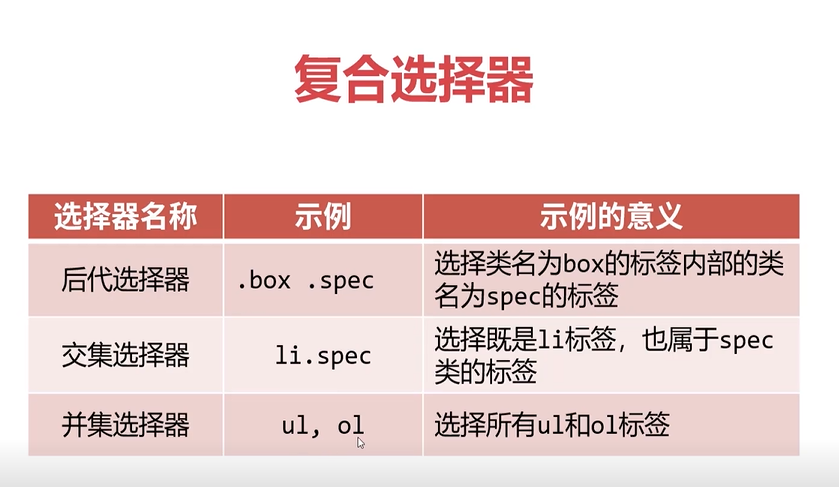 复合选择器
选择器名称 示例 示例的意义
后代选择器 .box .spec 选择类名为box的标签内部的类
名为spec的标签
交集选择器 li.spec 选择既是li标签，也属于spec
类的标签
并集选择器 ul, ol 选择所有ul和ol标签